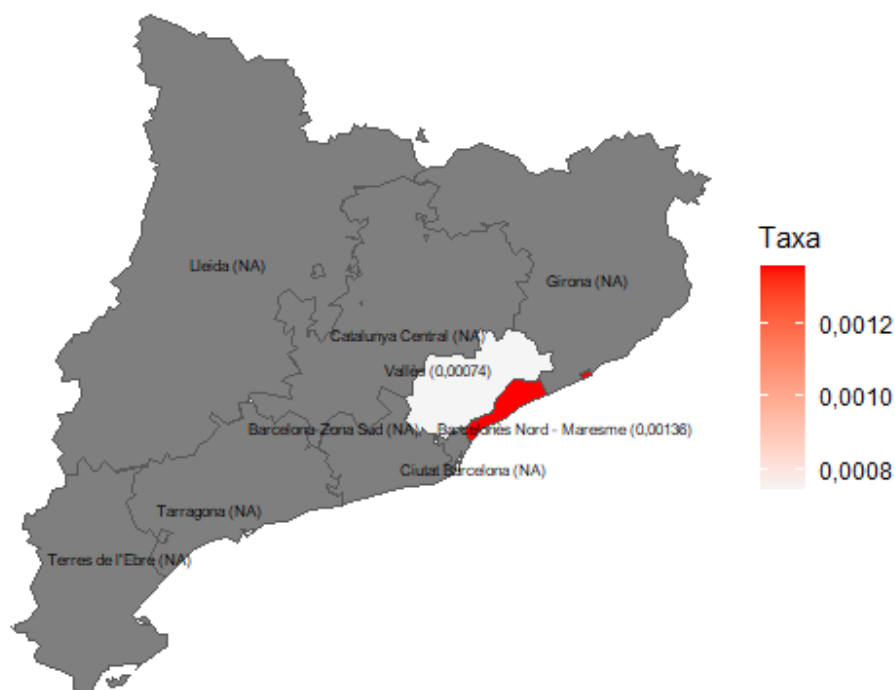 Taxa
Lleida (NA)
Girona (NA)
0,0012
Catalunya Central (NA)
Vallès (0,00074)
0,0010
Barcelona-Zona Sud (NA)
Barcelonès Nord - Maresme (0,00136)
Ciutat Barcelona (NA)
0,0008
Tarragona (NA)
Terres de l'Ebre (NA)